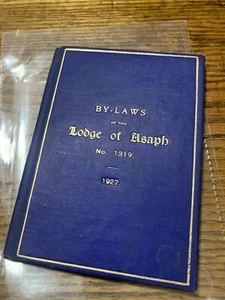 BY-LAWS
OF THE
Lodge of Asaph
No. 1319
1927